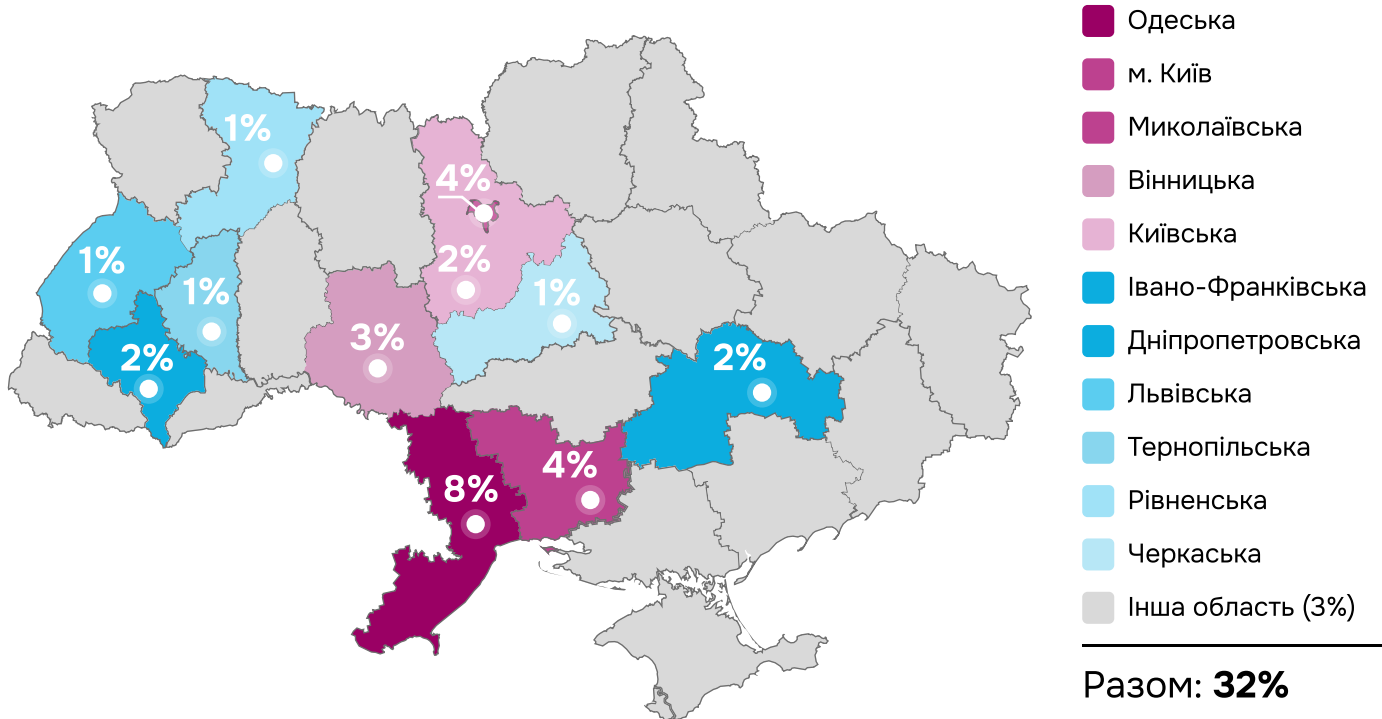 1%
4%
2%
1%
1%
1%
3%
2%
2%
4%
8%
Одеська
м. Київ
Миколаївська
Вінницька
Київська
Івано-Франківська
Дніпропетровська
Львівська
Тернопільська
Рівненська
Черкаська
Інша область (3%)
Разом: 32%